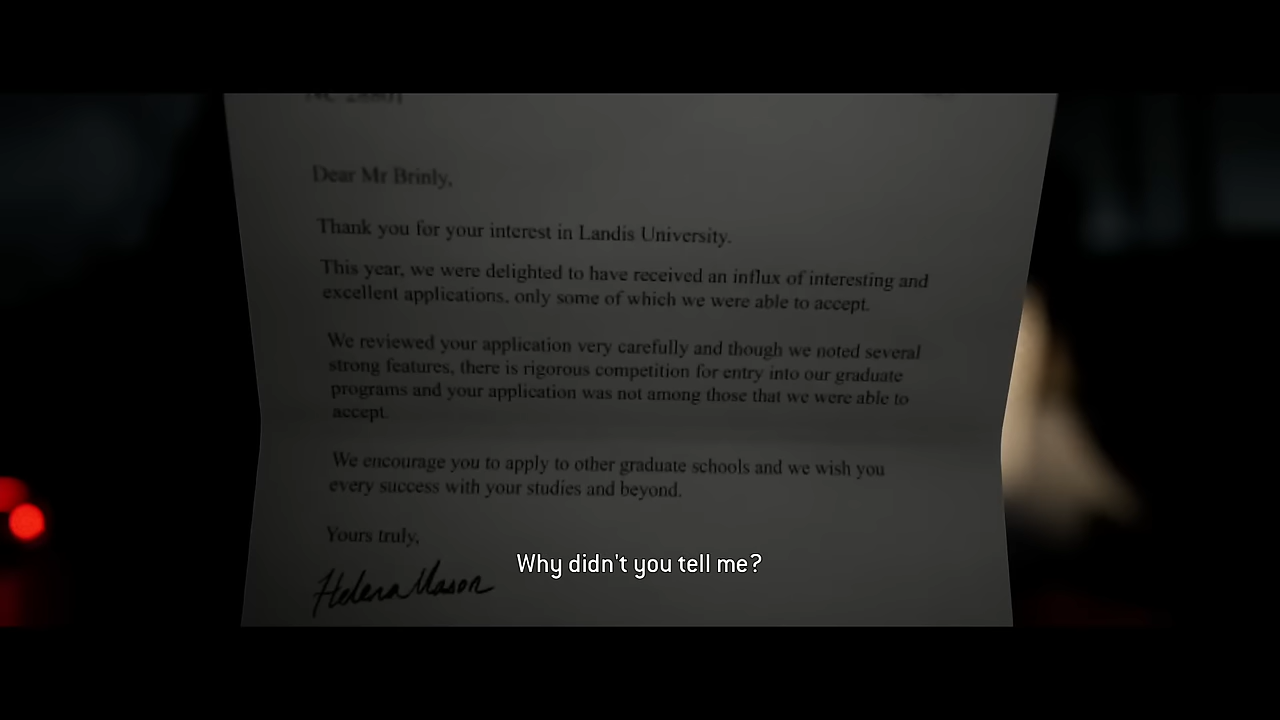 Dear Mr Brinly,
Thank you for your interest in Landis University.
This year, we were delighted to have received an influx of interesting and
excellent applications, only some of which we were able to accept.
We reviewed your application very carefully and though we noted several
strong features, there is rigorous competition for entry into our graduate
programs and your application was not among those that we were able to
accept.
We encourage you to apply to other graduate schools and we wish you
every success with your studies and beyond.
Yours truly,
Helena Mason
Why didn't you tell me?